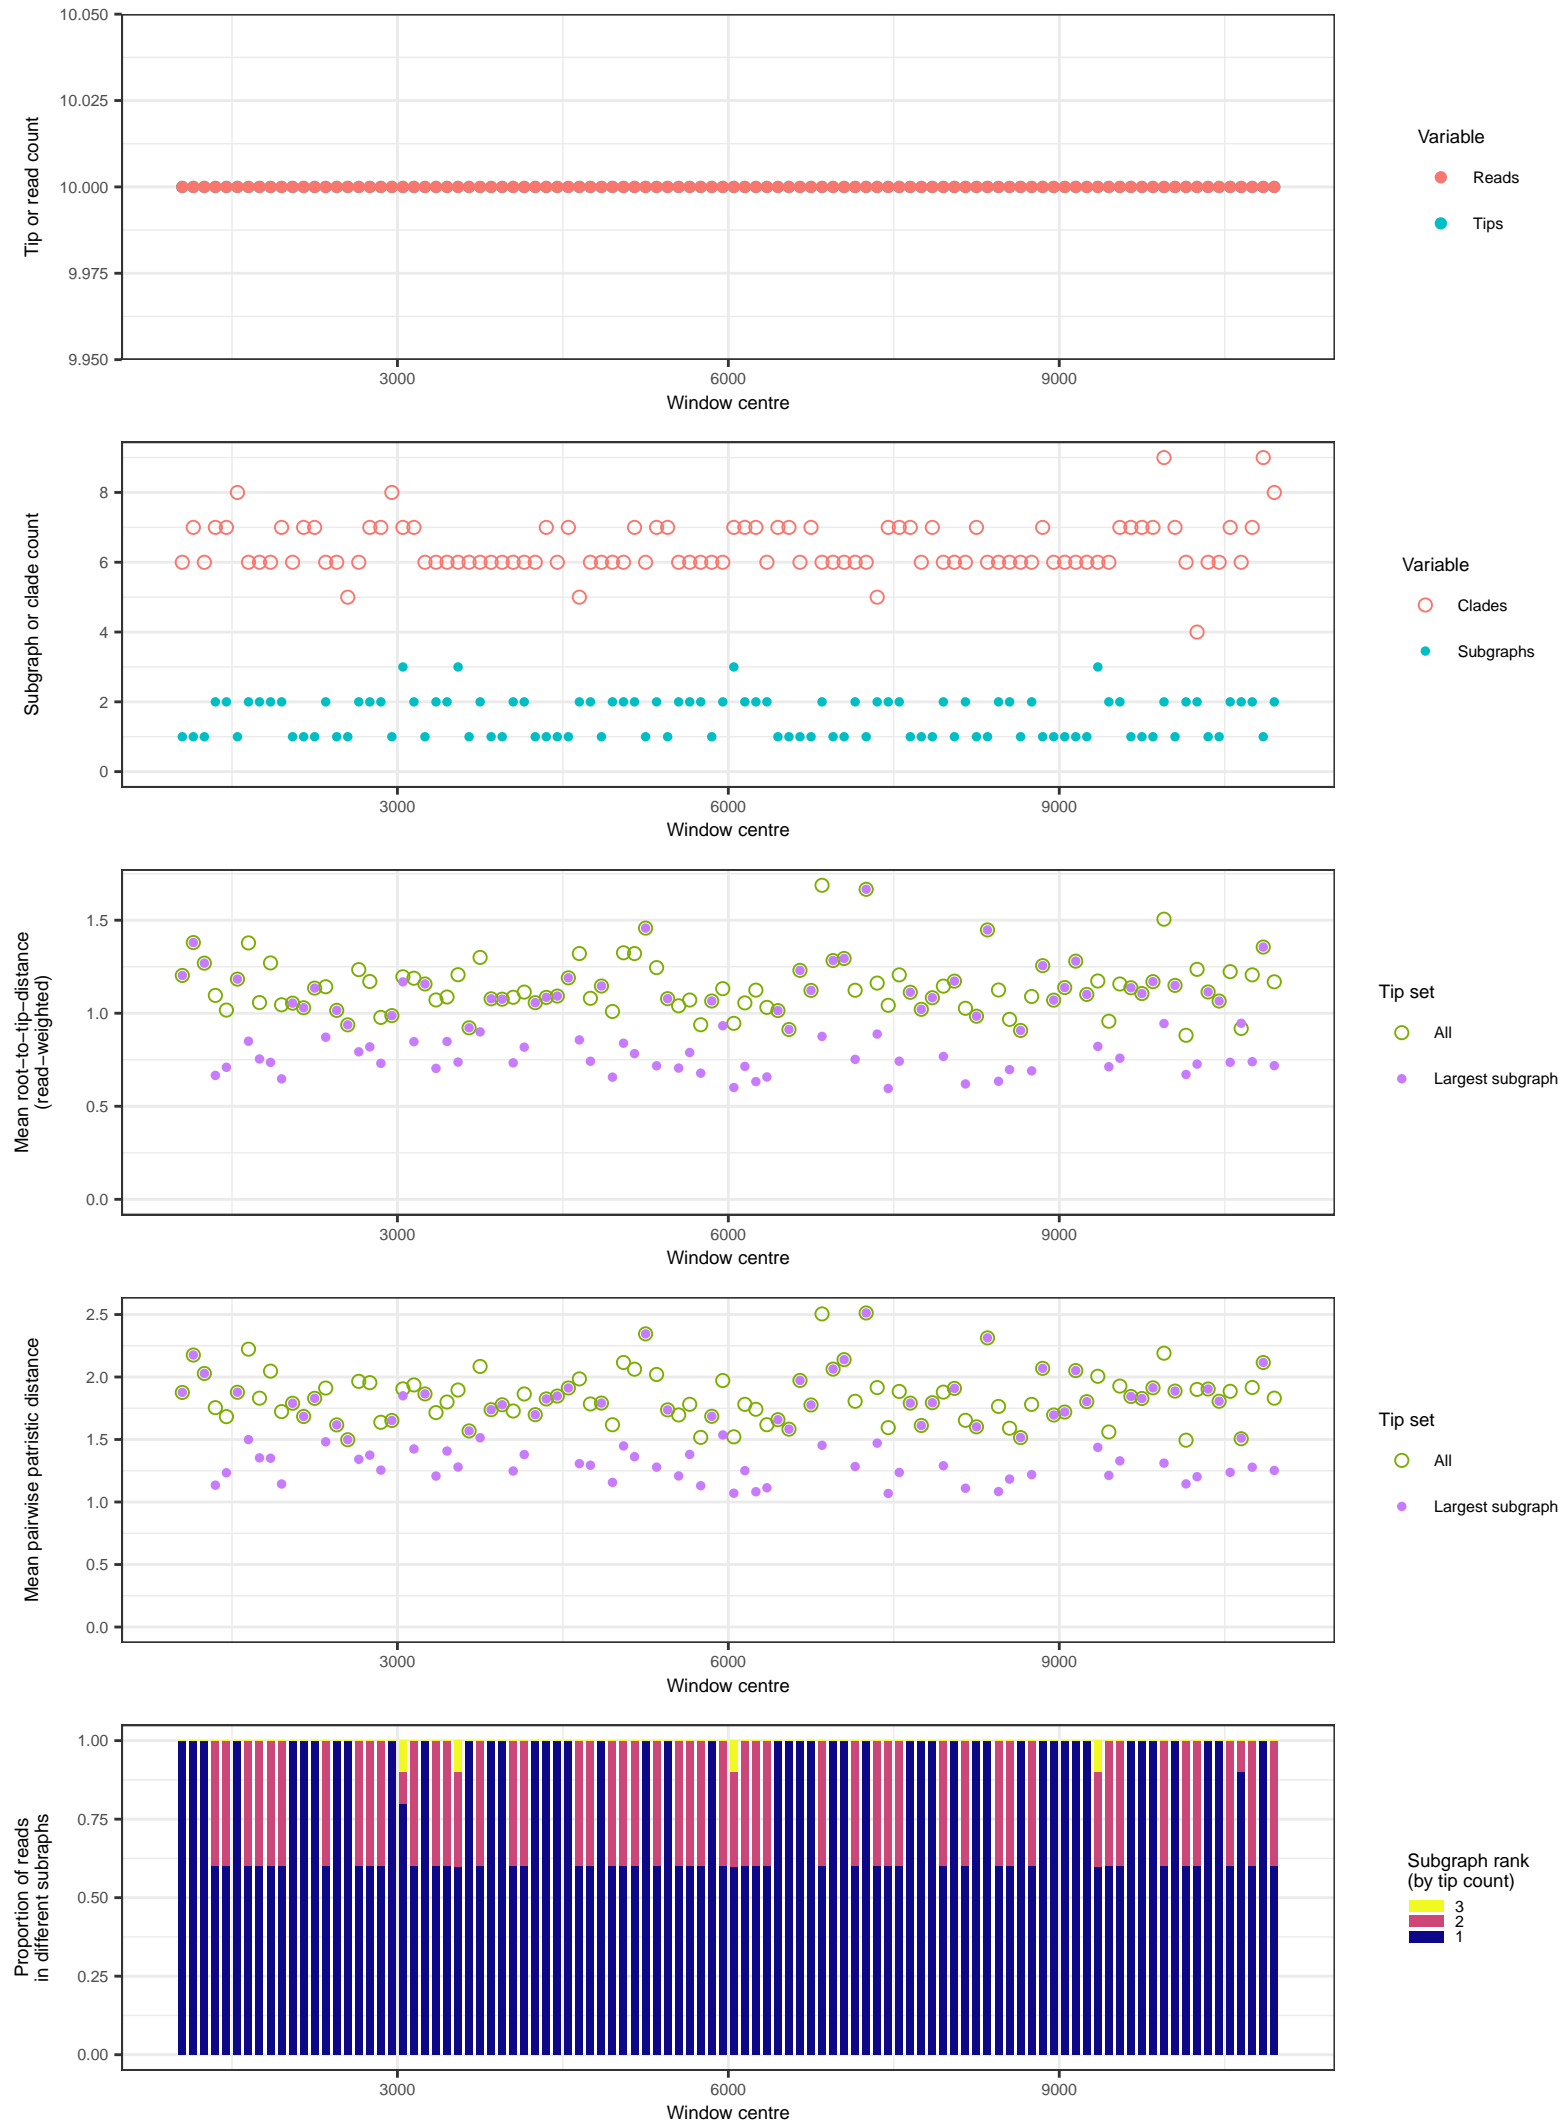 10.050
10.025
10.000
9.975
9.950
Tip or read count
3000
6000
9000
Window centre
Variable
Reads
Tips
8
6
4
2
0
Subgraph or clade count
3000
6000
9000
Window centre
Variable
Clades
Subgraphs
1.5
1.0
0.5
0.0
Mean root−to−tip−distance
(read−weighted)
3000
6000
9000
Window centre
Tip set
All
Largest subgraph
2.5
2.0
1.5
1.0
0.5
0.0
Mean pairwise patristic distance
3000
6000
9000
Window centre
Tip set
All
Largest subgraph
1.00
0.75
0.50
0.25
0.00
Proportion of reads
in different subraphs
3000
6000
9000
Window centre
Subgraph rank
(by tip count)
3
2
1